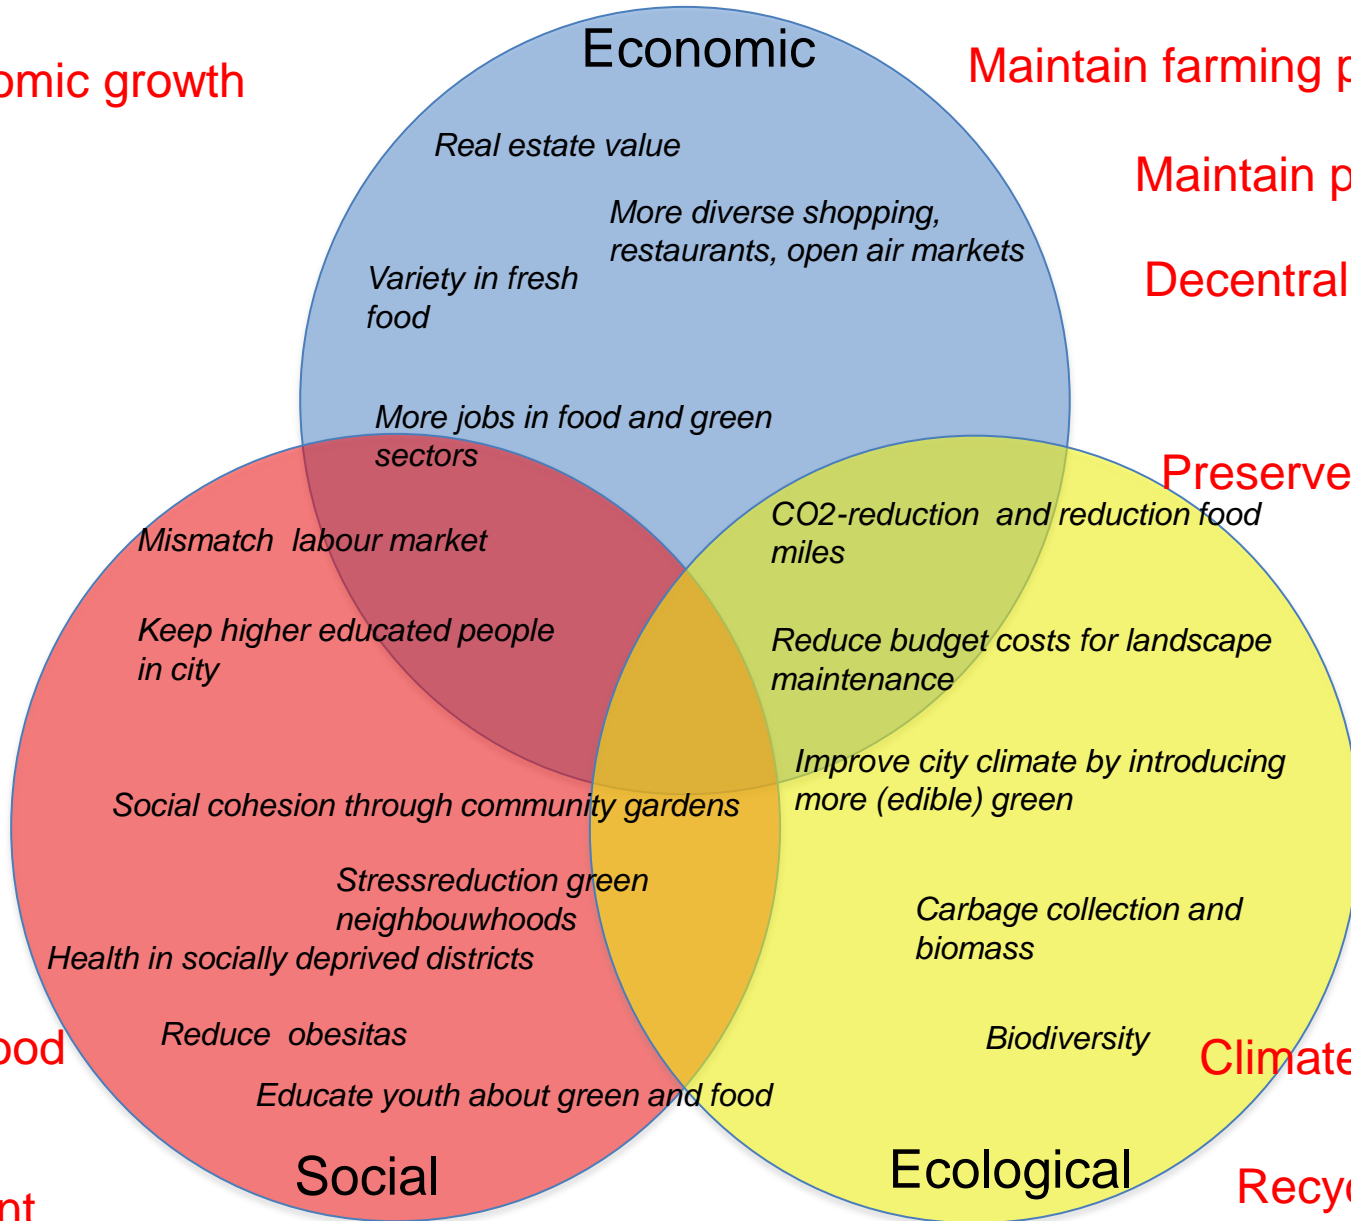 Economic
omic growth
Maintain farming p
Real estate value
Maintain p
More diverse shopping,
restaurants, open air markets
Variety in fresh
food
Decentral
More jobs in food and green
sectors
Preserve
CO2-reduction and reduction food
miles
Mismatch labour market
Keep higher educated people
in city
Reduce budget costs for landscape
maintenance
Improve city climate by introducing
more (edible) green
Social cohesion through community gardens
Stressreduction green
neighbouwhoods
Carbage collection and
biomass
Health in socially deprived districts
Reduce obesitas
ood
Biodiversity
Climate
Educate youth about green and food
Social
Ecological
Recyc
nt